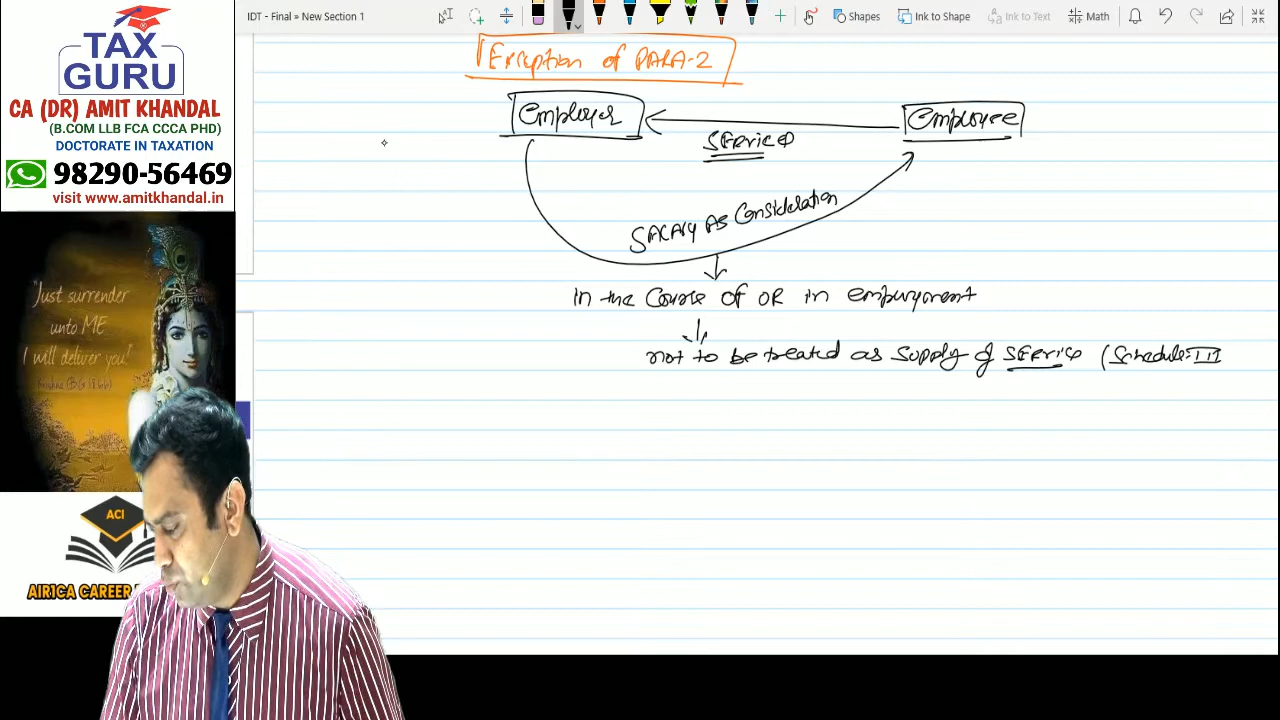 IDT - Final » New Section 1
Shapes
Ink to Shape
Ink to Text
Math
TAX
GURU
CA (DR) AMIT KHANDAL
(B.COM LLB FCA CCCA PHD)
DOCTORATE IN TAXATION
98290-56469
visit www.amitkhandal.in
Just surrender
unto ME
I will deliver you!
ACI
AIR1CA CAREER
Exception of PARA-2
Employer
Employee
Service
Salary As Consideration
in the Course of OR in employment
not to be treated as supply of service (Schedule III